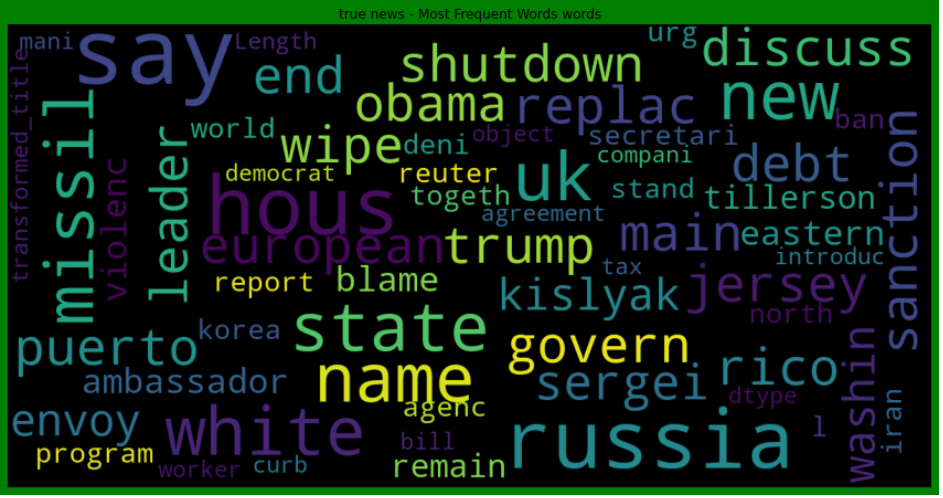 true news - Most Frequent Words words
mani
say
Length
urg
discuss
transformed_title
end
shutdown
obama
replac
new
ban
missil
leader
world
wipe
deni
object
secretari
compani
debt
sanction
violenc
democrat
reuter
togeth
uk
stand
tillerson
hous
agreement
european
trump
main
eastern
introduc
tax
report
blame
kislyak
jersey
north
puerto
korea
state
govern
rico
washin
ambassador
name
sergei
dtype
iran
envoy
agenc
white
bill
russia
l
program
worker
curb
remain